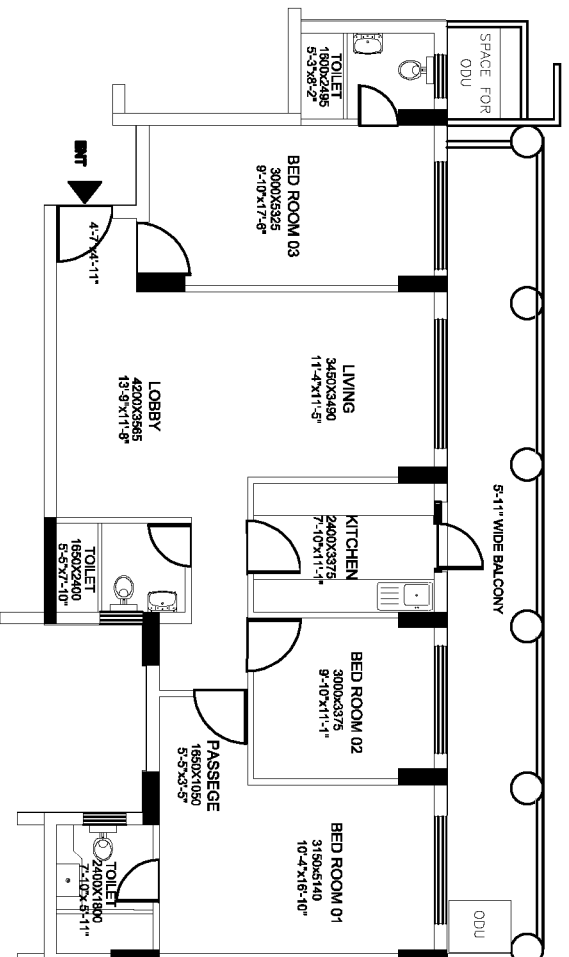 SPACE FOR
ODU
TOILET
1600x2495
5'-3"x8'-2"
BED ROOM 03
3000X5325
9'-10"x17'-6"
ENT
4'-7"x4'-11"
LIVING
3450X3490
11'-4"x11'-5"
LOBBY
4200X3565
13'-9"x11'-8"
5'-11" WIDE BALCONY
KITCHEN
2400X3375
7'-10"x11'-1"
TOILET
1650X2400
5'-5"x7'-10"
BED ROOM 02
3000x3375
9'-10"x11'-1"
PASSEGE
1650X1050
5'-5"x3'-5"
BED ROOM 01
3150x5140
10'-4"x16'-10"
TOILET
2400X1800
7'-10"x 5'-11"
ODU